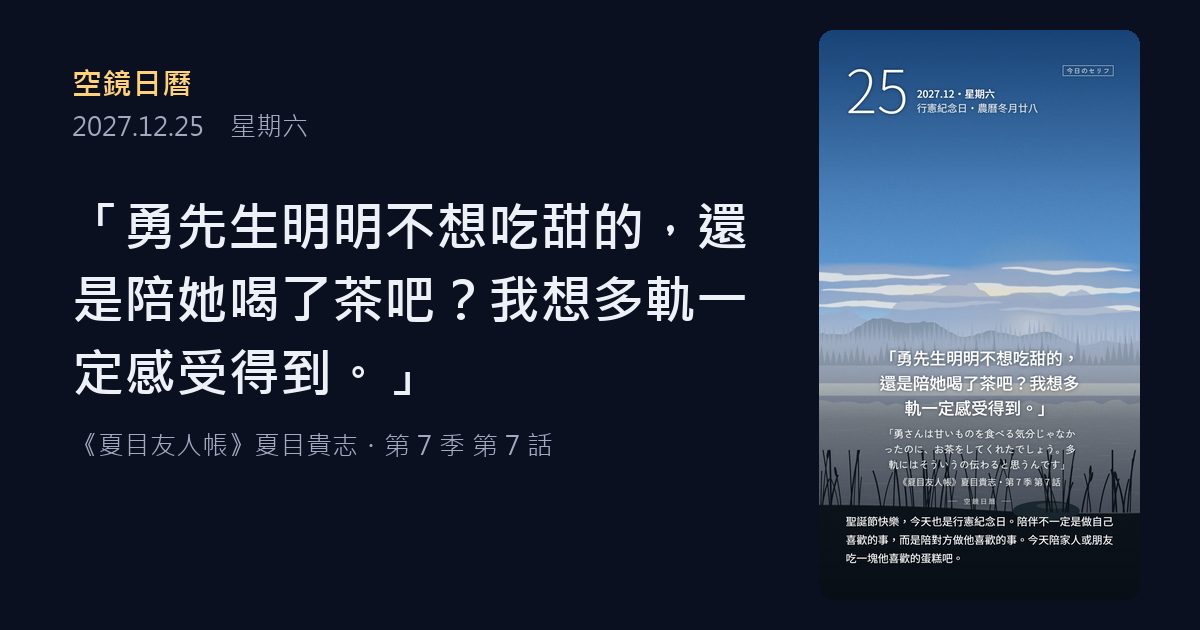 空鏡日曆
2027.12.25 星期六
「勇先生明明不想吃甜的，還
是陪她喝了茶吧？我想多軌一
定感受得到。」
《夏目友人帳》夏目貴志・第 7 季 第 7 話
25
2027.12・星期六
行憲紀念日・農曆冬月廿八
今日のセリフ
「勇先生明明不想吃甜的，
還是陪她喝了茶吧？我想多
軌一定感受得到。」
「勇さんは甘いものを食べる気分じゃなか
ったのに、お茶をしてくれたでしょう。多
軌にはそういうの伝わると思うんです」
《夏目友人帳》夏目貴志・第 7 季 第 7 話
— 空鏡日曆 —
聖誕節快樂，今天也是行憲紀念日。陪伴不一定是做自己
喜歡的事，而是陪對方做他喜歡的事。今天陪家人或朋友
吃一塊他喜歡的蛋糕吧。